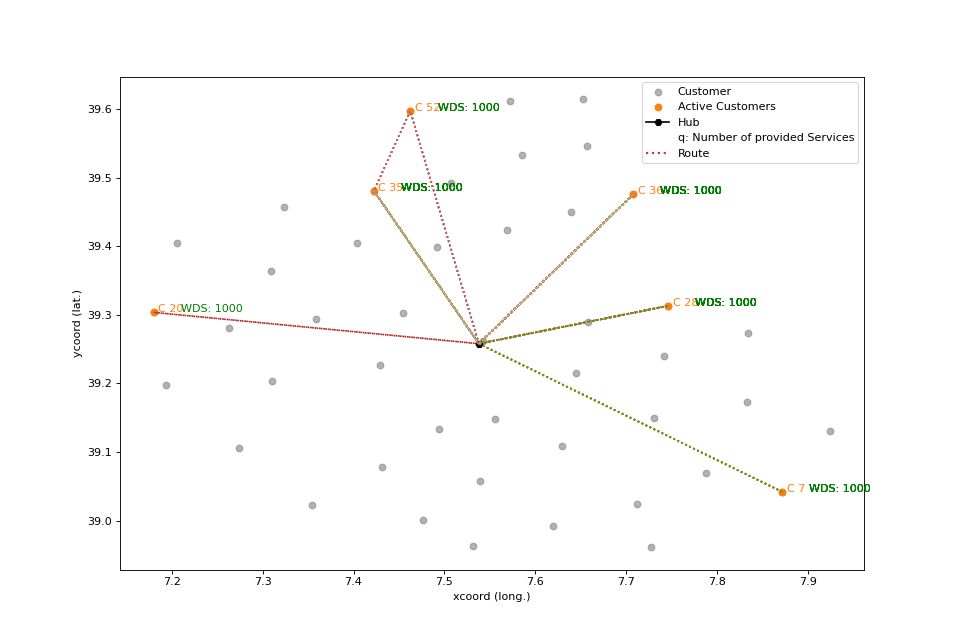 Customer
Active Customers
Hub
q: Number of provided Services
Route
39.6
39.5
39.4
39.3
39.2
39.1
39.0
ycoord (lat.)
C 52 WDS: 1000
C 35 WDS: 1000
WDS: 1000
WDS: 1000
C 20 WDS: 1000
C 7 WDS: 1000
7.2 7.3 7.4 7.5 7.6 7.7 7.8 7.9
xcoord (long.)